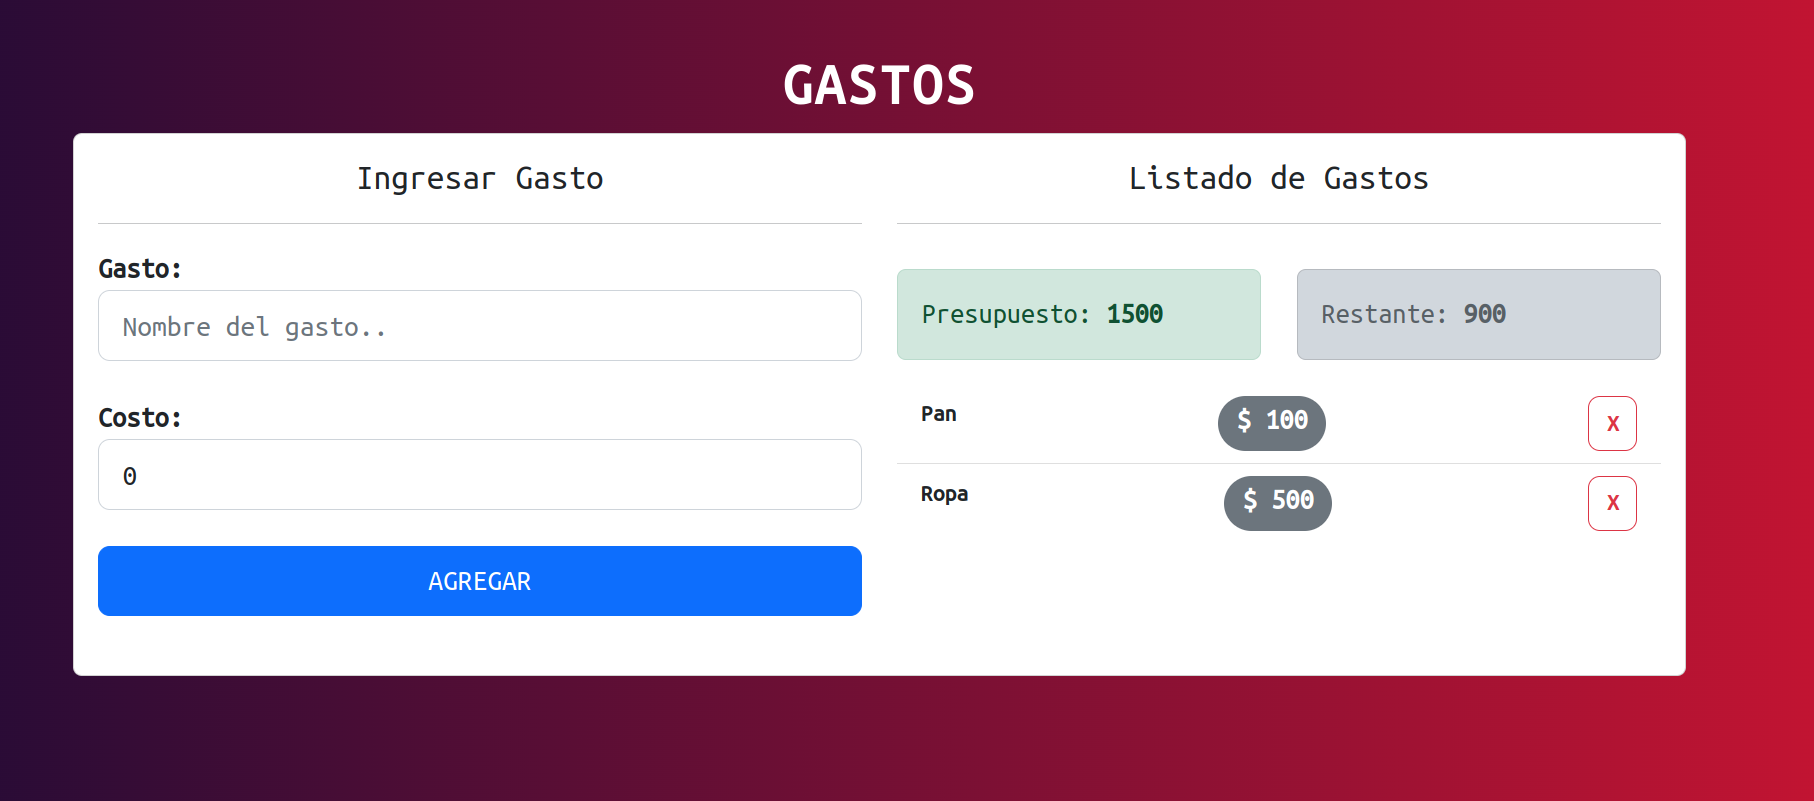 GASTOS
Ingresar Gasto
Gasto:
Nombre del gasto..
Costo:
0
AGREGAR
Listado de Gastos
Presupuesto: 1500
Restante: 900
Pan $ 100 X
Ropa $ 500 X